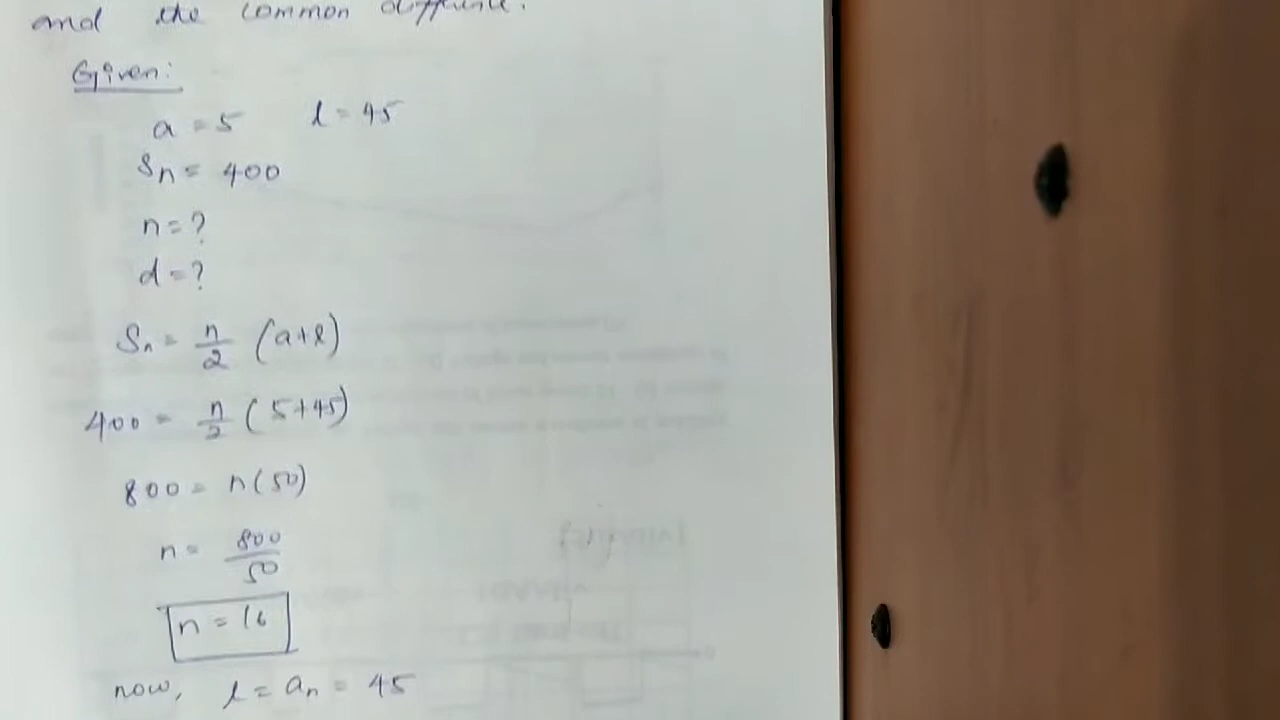 and the common difference.
Given:
a = 5 l = 45
Sn = 400
n = ?
d = ?
Sn = n/2 (a+l)
400 = n/2 (5+45)
800 = n(50)
n = 800/50
n = 16
now, l = an = 45